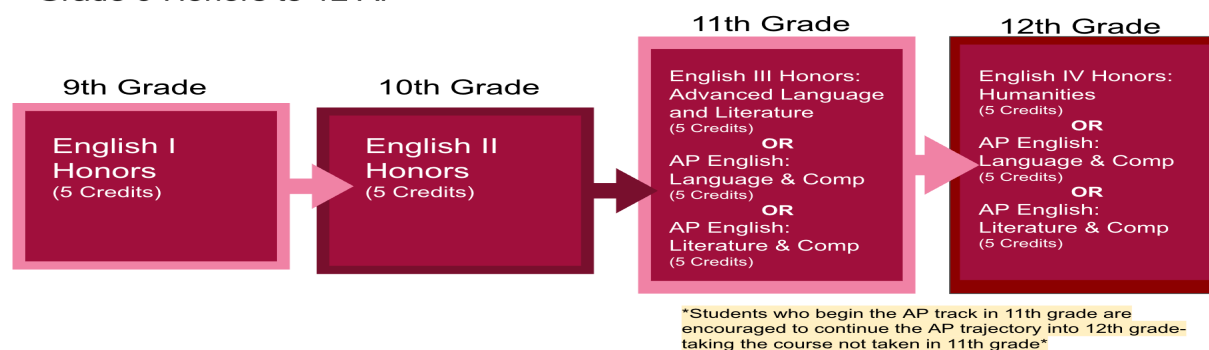 9th Grade
English I
Honors
(5 Credits)
10th Grade
English II
Honors
(5 Credits)
11th Grade
English III Honors:
Advanced Language
and Literature
(5 Credits)
OR
AP English:
Language & Comp
(5 Credits)
OR
AP English:
Literature & Comp
(5 Credits)
12th Grade
English IV Honors:
Humanities
(5 Credits)
OR
AP English:
Language & Comp
(5 Credits)
OR
AP English:
Literature & Comp
(5 Credits)
*Students who begin the AP track in 11th grade are
encouraged to continue the AP trajectory into 12th grade-
taking the course not taken in 11th grade*